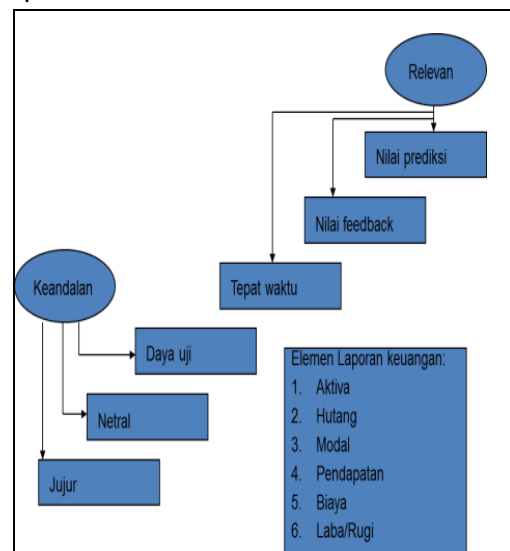 Relevan
Nilai prediksi
Nilai feedback
Tepat waktu
Keandalan
Daya uji
Netral
Jujur
Elemen Laporan keuangan:
1. Aktiva
2. Hutang
3. Modal
4. Pendapatan
5. Biaya
6. Laba/Rugi